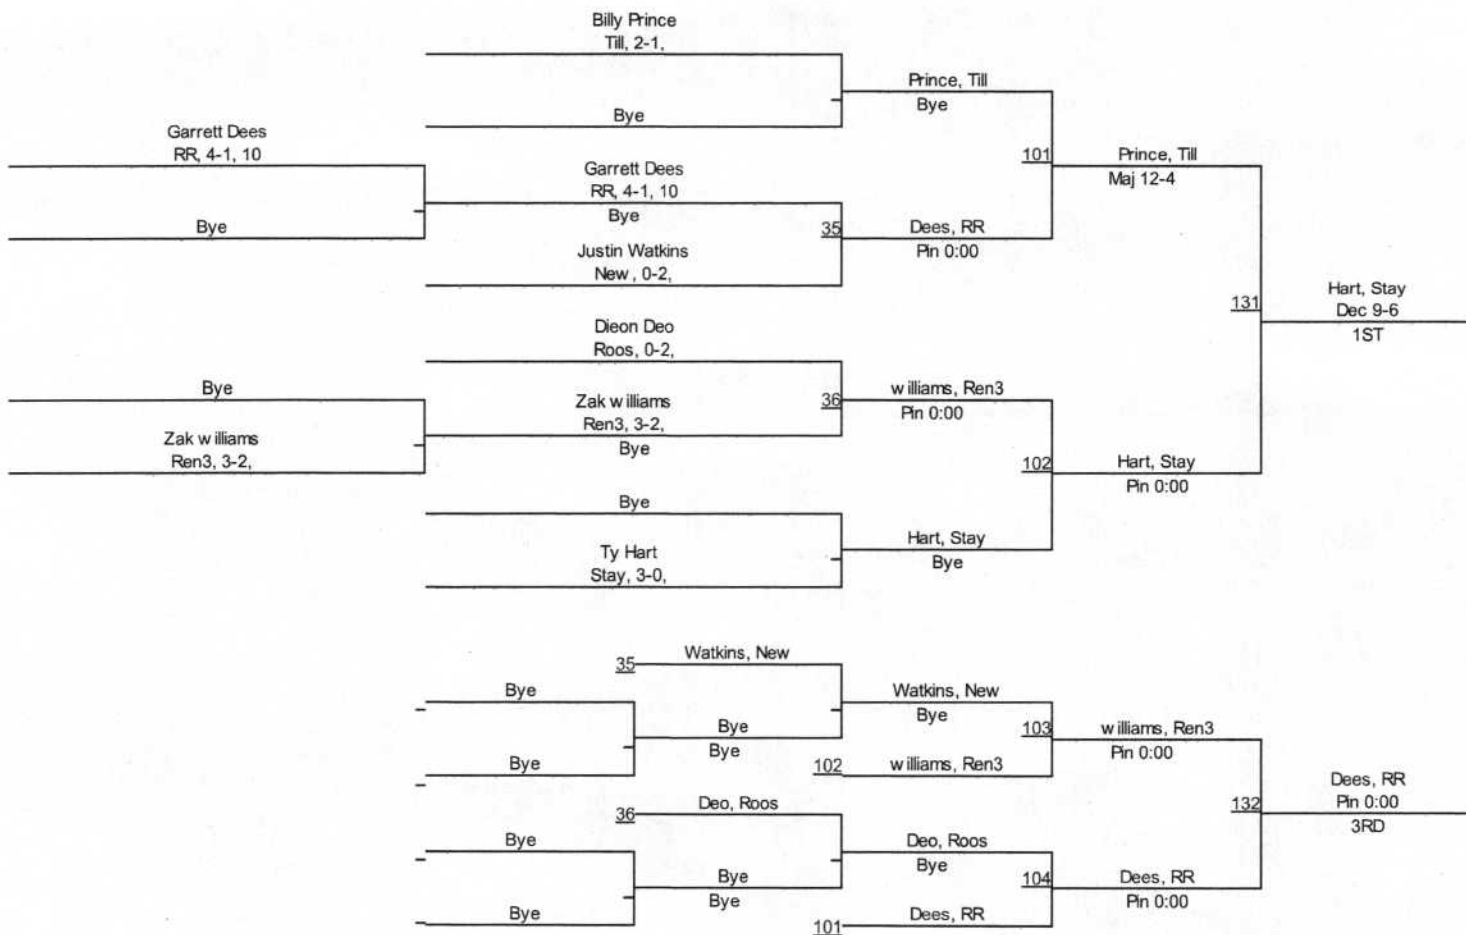 Billy Prince
Till, 2-1,
Prince, Till
Bye
Bye
Garrett Dees
RR, 4-1, 10
101
Prince, Till
Maj 12-4
Garrett Dees
RR, 4-1, 10
Bye
Bye
35
Dees, RR
Pin 0:00
Justin Watkins
New , 0-2,
131
Hart, Stay
Dec 9-6
1ST
Dieon Deo
Roos, 0-2,
Bye
36
williams, Ren3
Pin 0:00
Zak williams
Ren3, 3-2,
Bye
Zak williams
Ren3, 3-2,
102
Hart, Stay
Pin 0:00
Bye
Hart, Stay
Bye
Ty Hart
Stay, 3-0,
35
Watkins, New
Bye
Watkins, New
Bye
103
williams, Ren3
Pin 0:00
Bye
Bye
Bye
102
williams, Ren3
132
Dees, RR
Pin 0:00
3RD
36
Deo, Roos
Bye
Deo, Roos
Bye
104
Dees, RR
Pin 0:00
Bye
Bye
Bye
101
Dees, RR